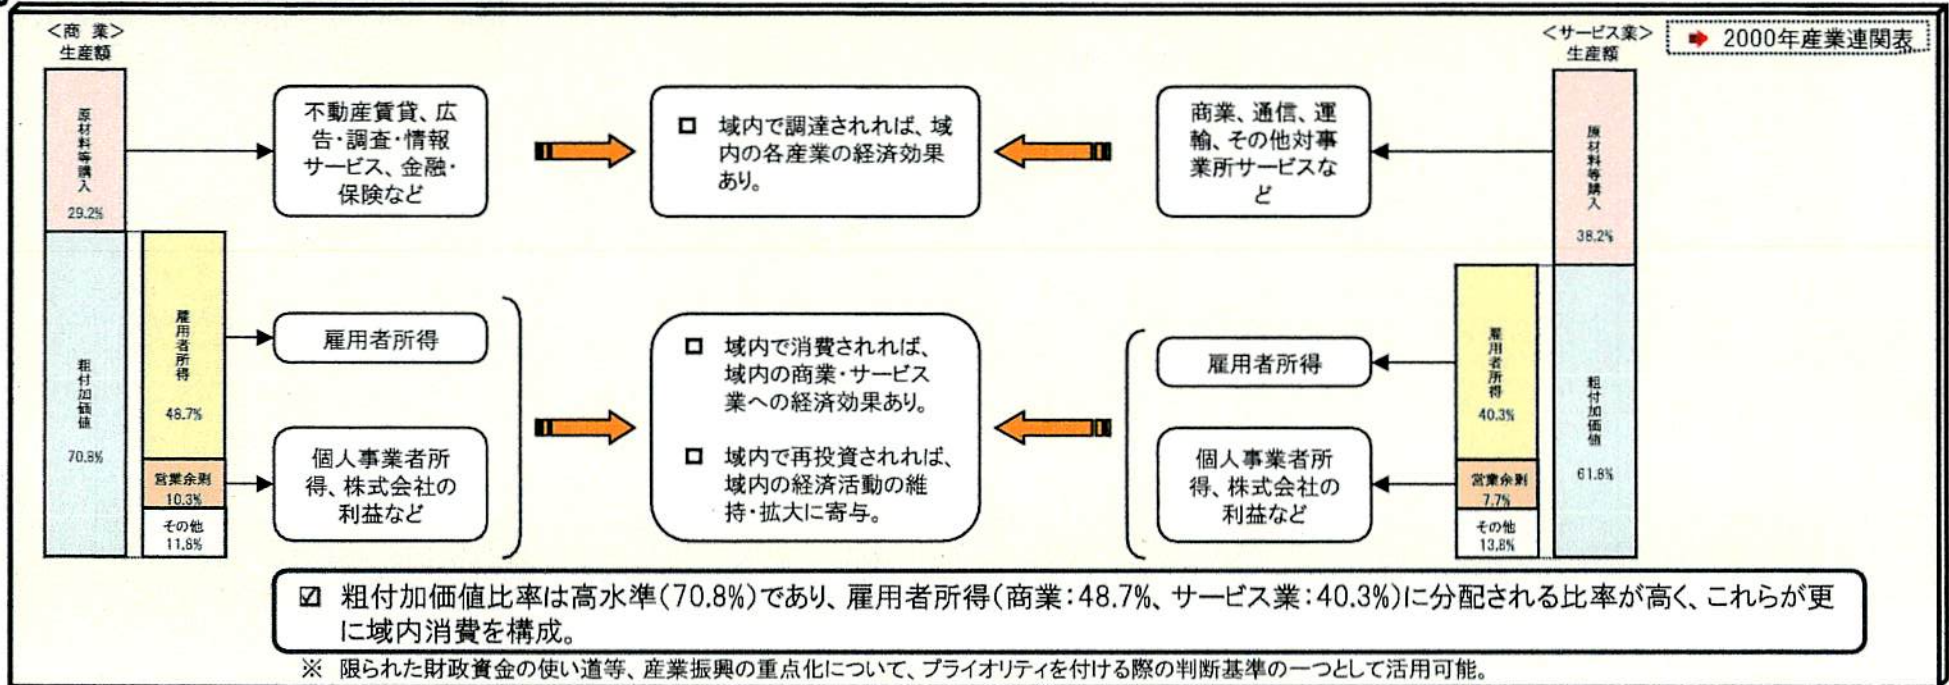 ＜商 業＞
生産額
原材料等購入
29.2%
粗付加価値
70.8%
雇用者所得
48.7%
営業余剰
10.3%
その他
11.8%
不動産賃貸、広
告・調査・情報
サービス、金融・
保険など
雇用者所得
個人事業者所
得、株式会社の
利益など
□ 域内で調達されれば、域
内の各産業の経済効果
あり。
□ 域内で消費されれば、
域内の商業・サービス
業への経済効果あり。
□ 域内で再投資されれば、
域内の経済活動の維
持・拡大に寄与。
商業、通信、運
輸、その他対事
業所サービスな
ど
雇用者所得
個人事業者所
得、株式会社の
利益など
＜サービス業＞
生産額
原材料等購入
38.2%
雇用者所得
40.3%
営業余剰
7.7%
その他
13.8%
粗付加価値
61.8%
2000年産業連関表
☑ 粗付加価値比率は高水準(70.8%)であり、雇用者所得(商業:48.7%、サービス業:40.3%)に分配される比率が高く、これらが更
に域内消費を構成。
※ 限られた財政資金の使い道等、産業振興の重点化について、プライオリティを付ける際の判断基準の一つとして活用可能。